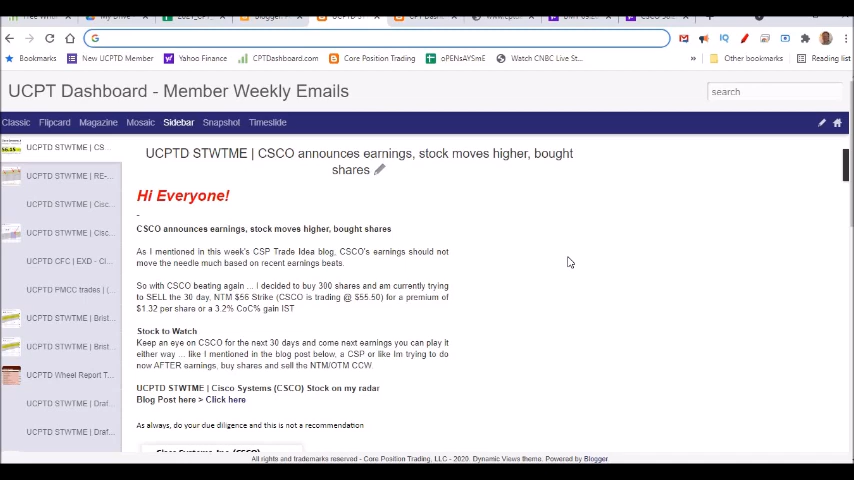 My Drive
Bookmarks
New UCPTD Member
Yahoo Finance
CPTDashboard.com
Core Position Trading
oPENsAYSmE
Watch CNBC Live St...
»
Other bookmarks
Reading list
UCPT Dashboard - Member Weekly Emails
search
Classic Flipcard Magazine Mosaic Sidebar Snapshot Timeslide
UCPTD STWTME | CS...
UCPTD STWTME | RE-...
UCPTD STWTME | Cisc...
UCPTD STWTME | Cisc...
UCPTD CFC | EXD - Cl...
UCPTD PMCC trades | (...
UCPTD STWTME | Brist...
UCPTD STWTME | Brist...
UCPTD Wheel Report T...
UCPTD STWTME | Draf...
UCPTD STWTME | Draf...
UCPTD STWTME | CSCO announces earnings, stock moves higher, bought
shares
Hi Everyone!
-
CSCO announces earnings, stock moves higher, bought shares
As I mentioned in this week's CSP Trade Idea blog, CSCO's earnings should not
move the needle much based on recent earnings beats.
So with CSCO beating again ... I decided to buy 300 shares and am currently trying
to SELL the 30 day, NTM $56 Strike (CSCO is trading @ $55.50) for a premium of
$1.32 per share or a 3.2% CoC% gain IST.
Stock to Watch
Keep an eye on CSCO for the next 30 days and come next earnings you can play it
either way ... like I mentioned in the blog post below, a CSP or like Im trying to do
now AFTER earnings, buy shares and sell the NTM/OTM CCW.
UCPTD STWTME | Cisco Systems (CSCO) Stock on my radar
Blog Post here > Click here
As always, do your due diligence and this is not a recommendation
Cisco Systems, Inc. (CSCO)
All rights and trademarks reserved - Core Position Trading, LLC - 2020. Dynamic Views theme. Powered by Blogger.